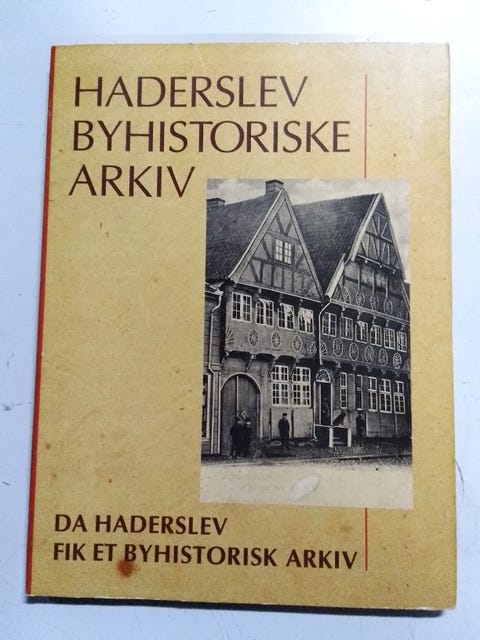 HADERSLEV
BYHISTORISKE
ARKIV
DA HADERSLEV
FIK ET BYHISTORISK ARKIV